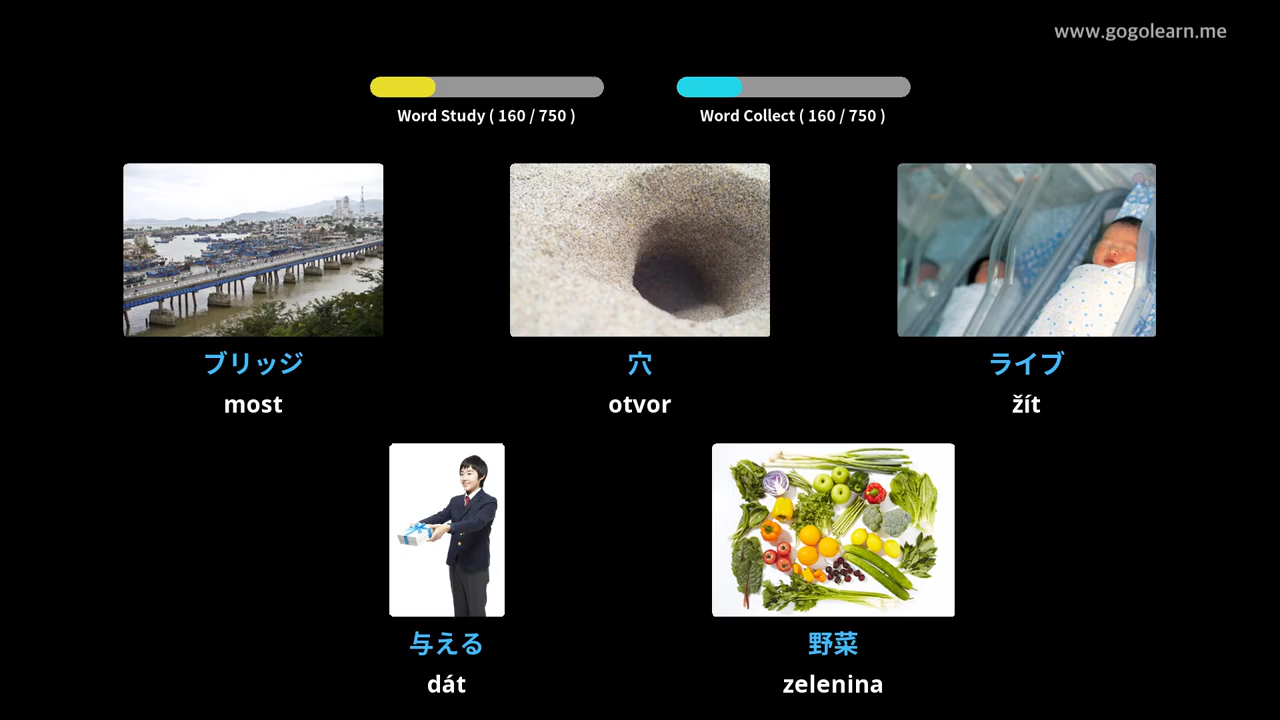 www.gogolearn.me
Word Study ( 160 / 750 )
Word Collect ( 160 / 750 )
ブリッジ
most
穴
otvor
ライブ
žít
与える
dát
野菜
zelenina